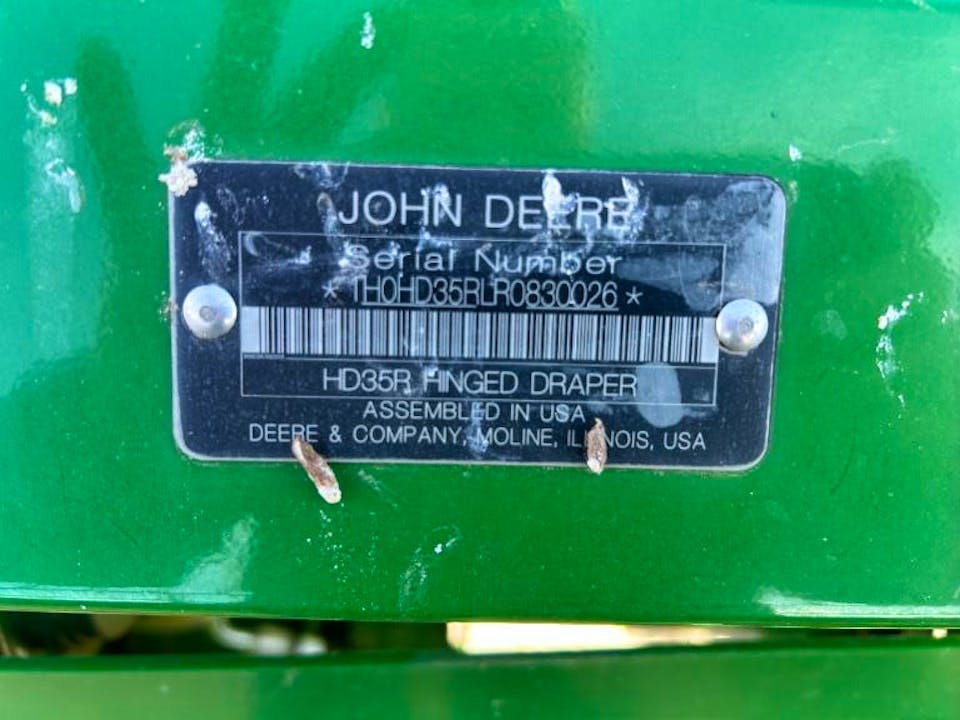 JOHN DEERE
Serial Number
* 1H0HD35RLR0830026 *
HD35R HINGED DRAPER
ASSEMBLED IN USA
DEERE & COMPANY, MOLINE, ILLINOIS, USA